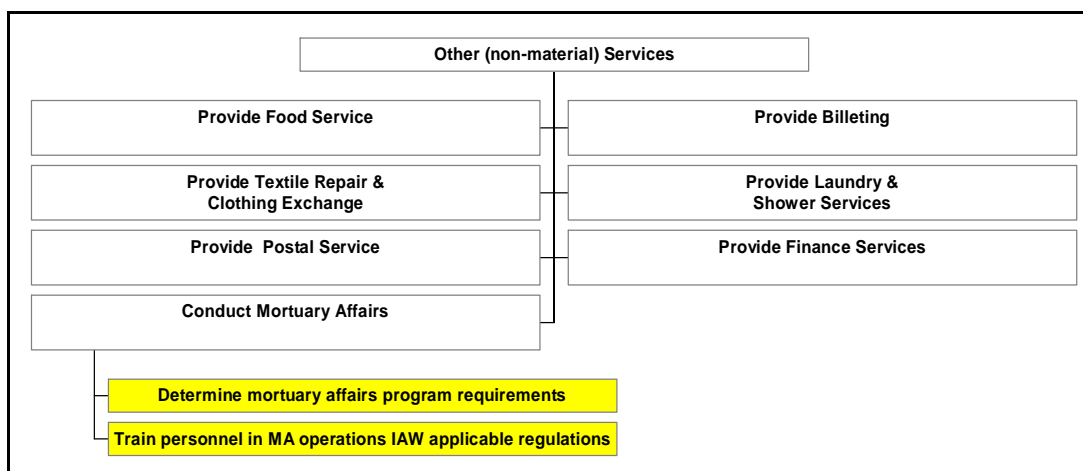 Other (non-material) Services
Provide Food Service
Provide Billeting
Provide Textile Repair &
Clothing Exchange
Provide Laundry &
Shower Services
Provide Postal Service
Provide Finance Services
Conduct Mortuary Affairs
Determine mortuary affairs program requirements
Train personnel in MA operations IAW applicable regulations